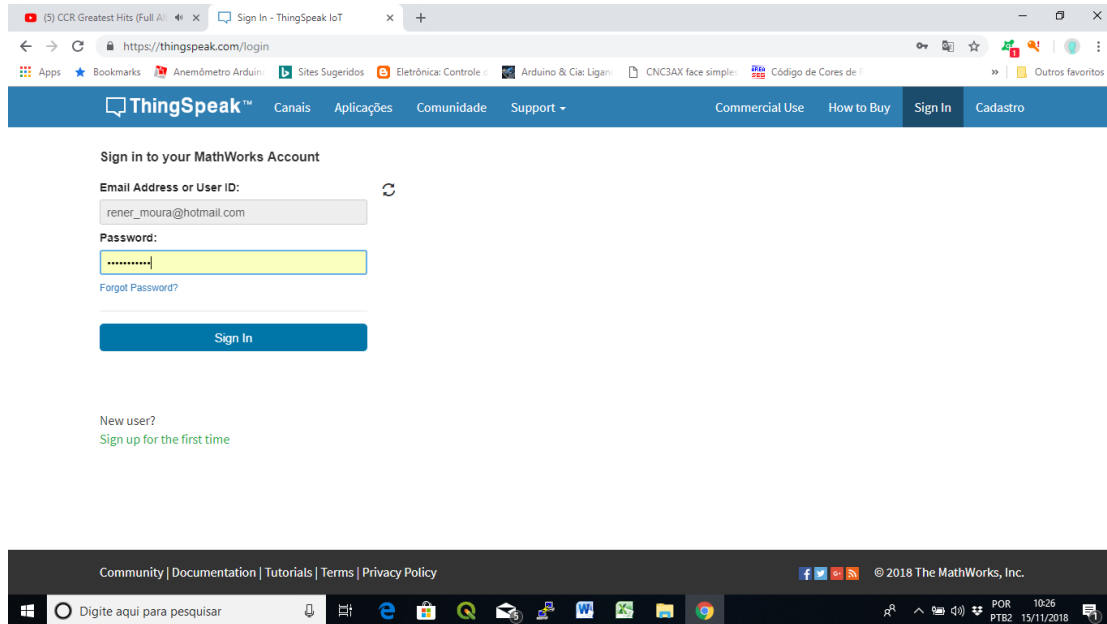 (5) CCR Greatest Hits (Full Al
Sign In - ThingSpeak IoT
https://thingspeak.com/login
Apps Bookmarks Anemômetro Arduin Sites Sugeridos Eletrônica: Controle d Arduino & Cia: Ligan CNC3AX face simples Código de Cores de R » Outros favoritos
ThingSpeak™ Canais Aplicações Comunidade Support Commercial Use How to Buy Sign In Cadastro
Sign in to your MathWorks Account
Email Address or User ID:
rener_moura@hotmail.com
Password:
•••••••••••
Forgot Password?
Sign In
New user?
Sign up for the first time
Community | Documentation | Tutorials | Terms | Privacy Policy
© 2018 The MathWorks, Inc.
Digite aqui para pesquisar
POR 10:26
PTB2 15/11/2018